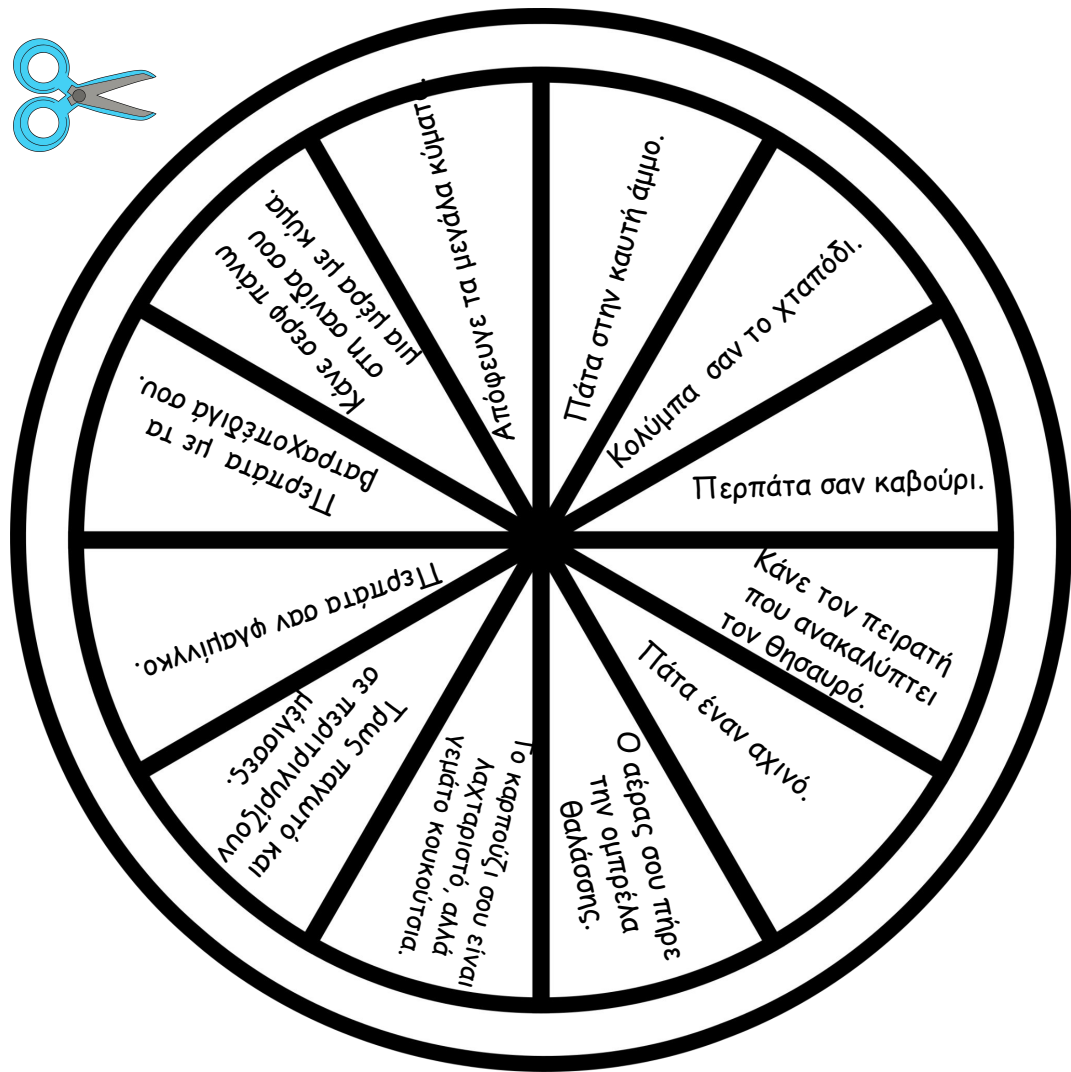 Πάτα στην καυτή άμμο.
Κολύμπα σαν το χταπόδι.
Περπάτα σαν καβούρι.
Κάνε τον πειρατή
που ανακαλύπτει
τον θησαυρό.
Πάτα έναν αχινό.
Ο αέρας σου πήρε
την ομπρέλα
θαλάσσης.
Το καρπούζι σου είναι
λαχταριστό, αλλά
γεμάτο κουκούτσια.
Τρως παγωτό και
σε περιτριγυρίζουν
μέλισσες.
Περπάτα σαν φλαμίνγκο.
Περπάτα με τα
βατραχοπέδιλά σου.
Κάνε σερφ πάνω
στη σανίδα σου
μια μέρα με κύμα.
Απόφευγε τα μεγάλα κύματ